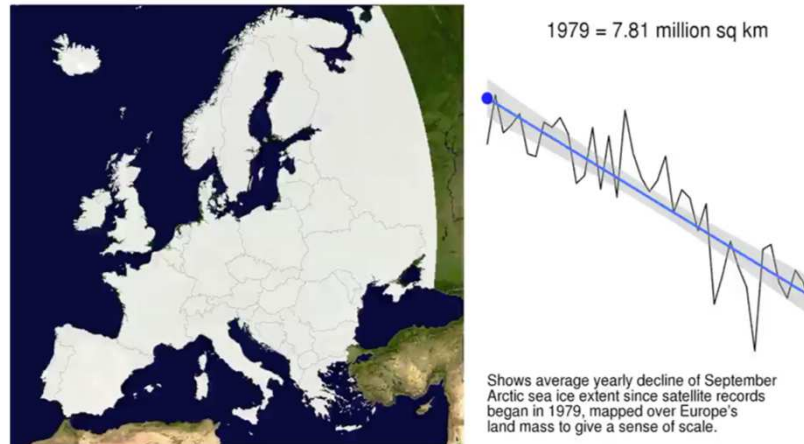 1979 = 7.81 million sq km
Shows average yearly decline of September
Arctic sea ice extent since satellite records
began in 1979, mapped over Europe's
land mass to give a sense of scale.